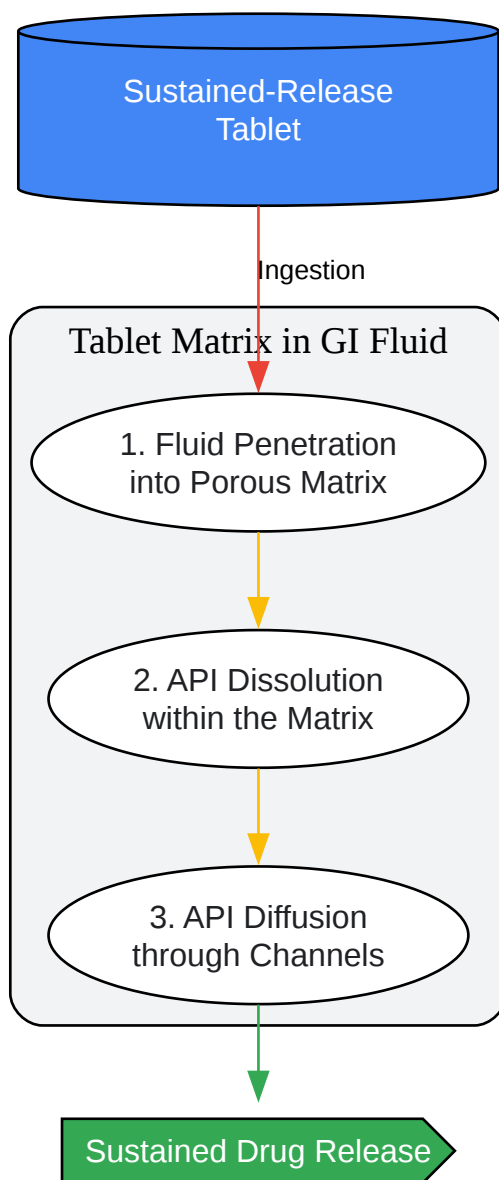 Sustained-Release
Tablet
Ingestion
Tablet Matrix in GI Fluid
1. Fluid Penetration
into Porous Matrix
2. API Dissolution
within the Matrix
3. API Diffusion
through Channels
Sustained Drug Release